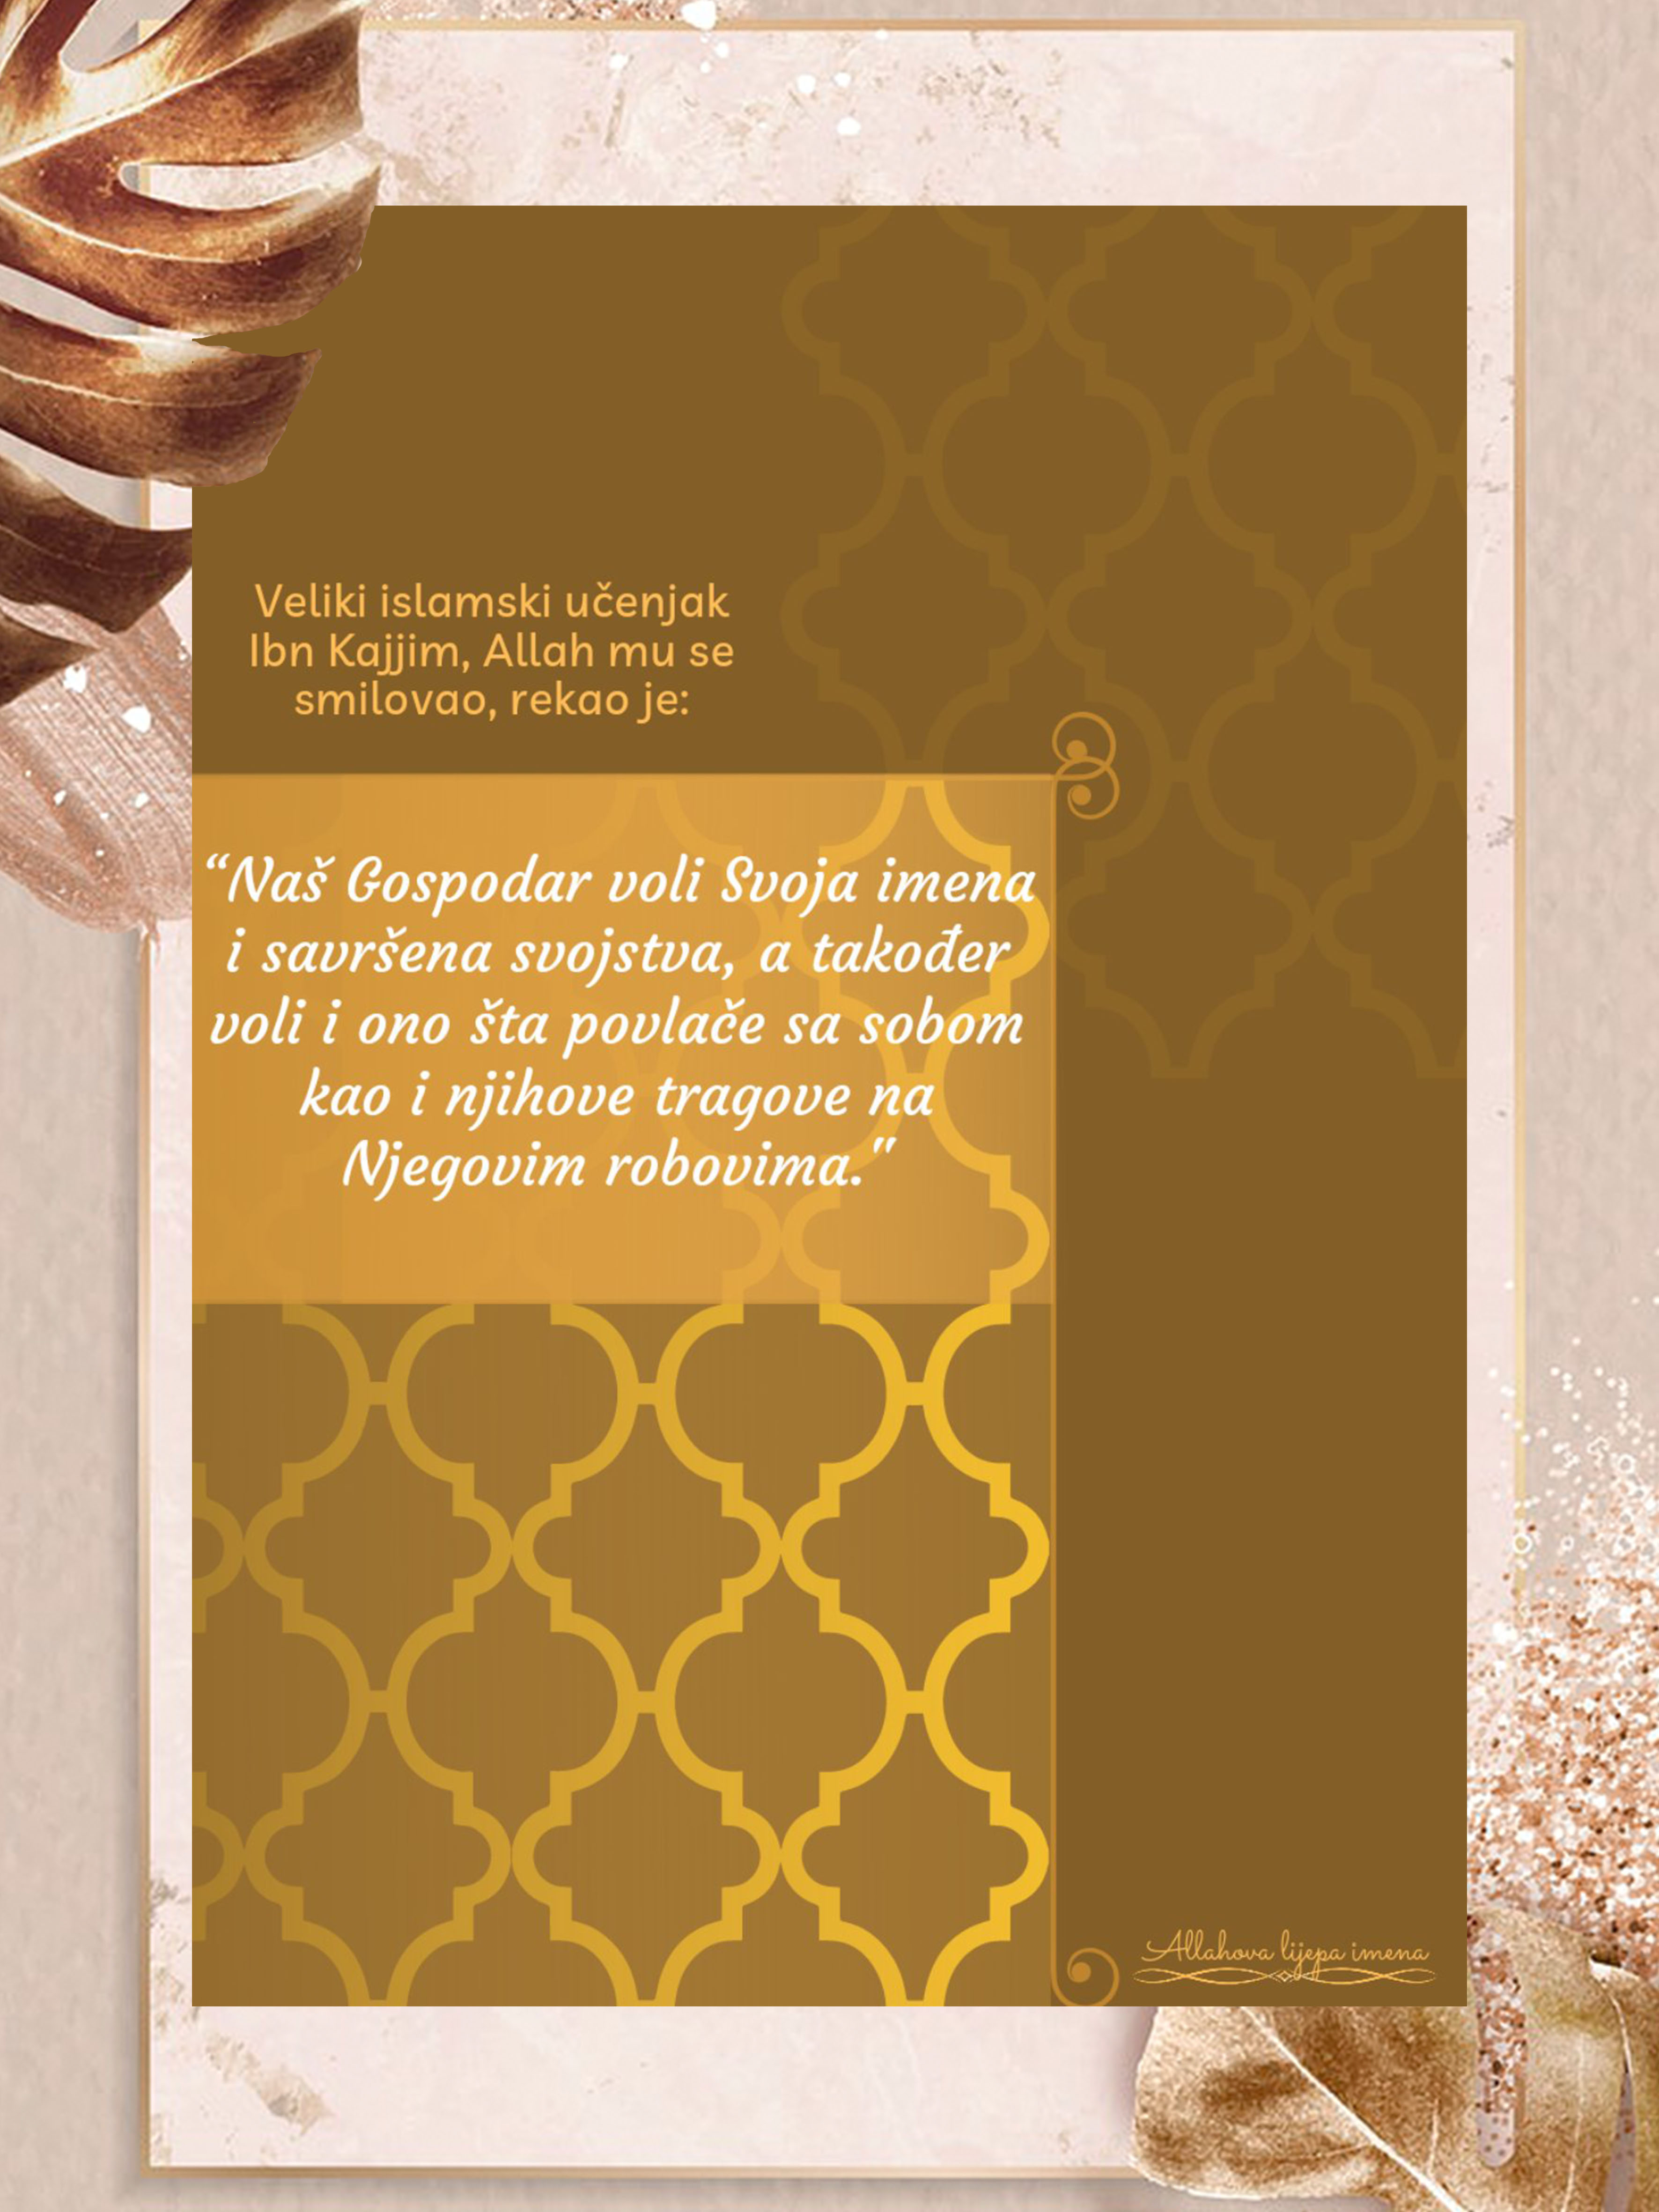 Veliki islamski učenjak
Ibn Kajjim, Allah mu se
smilovao, rekao je:
“Naš Gospodar voli Svoja imena
i savršena svojstva, a također
voli i ono šta povlače sa sobom
kao i njihove tragove na
Njegovim robovima."
Allahova lijepa imena